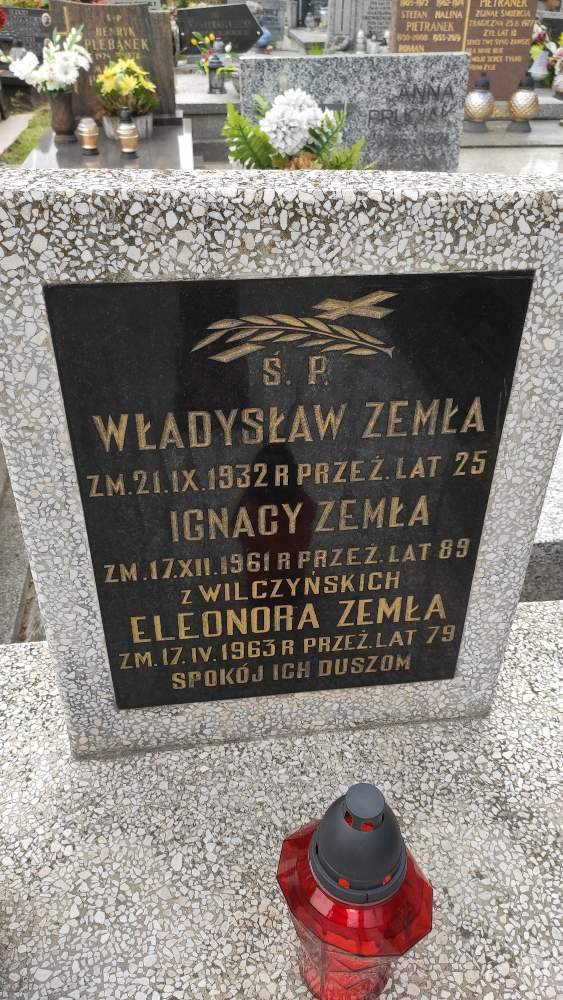 Ś.P.
HENRYK
PLEBANEK
STEFAN HALINA
PIETRANEK
ROMAN
ANNA
Ś. P.
WŁADYSŁAW ZEMŁA
ZM.21.IX.1932 R PRZEŻ. LAT 25
IGNACY ZEMŁA
ZM.17.XII.1961 R PRZEŻ. LAT 89
Z WILCZYŃSKICH
ELEONORA ZEMŁA
ZM.17.IV.1963 R PRZEŻ. LAT 79
SPOKÓJ ICH DUSZOM